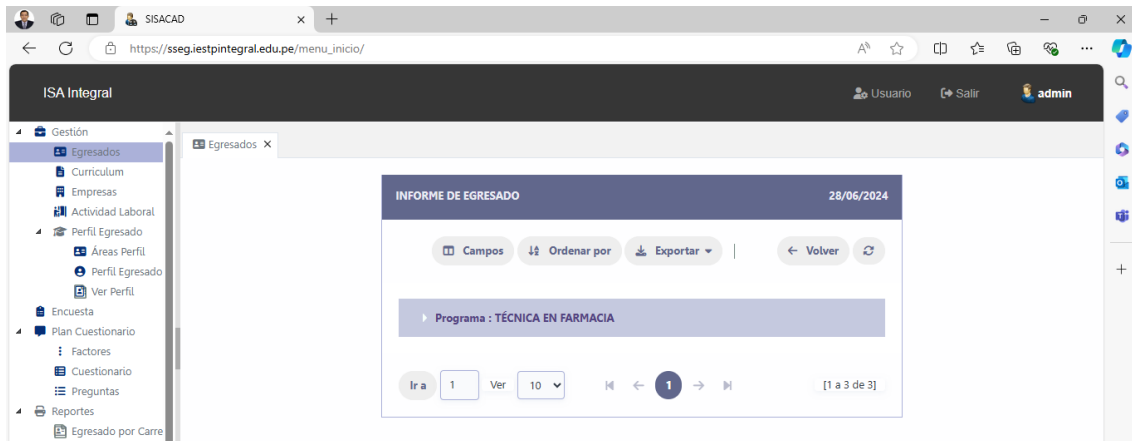 SISACAD
https://sseg.iestpintegral.edu.pe/menu_inicio/
ISA Integral
Usuario
Salir
admin
Gestión
Egresados
Curriculum
Empresas
Actividad Laboral
Perfil Egresado
Áreas Perfil
Perfil Egresado
Ver Perfil
Encuesta
Plan Cuestionario
Factores
Cuestionario
Preguntas
Reportes
Egresado por Carre
Egresados
INFORME DE EGRESADO 28/06/2024
Campos Ordenar por Exportar Volver
Programa : TÉCNICA EN FARMACIA
Ir a 1 Ver 10 1 [1 a 3 de 3]